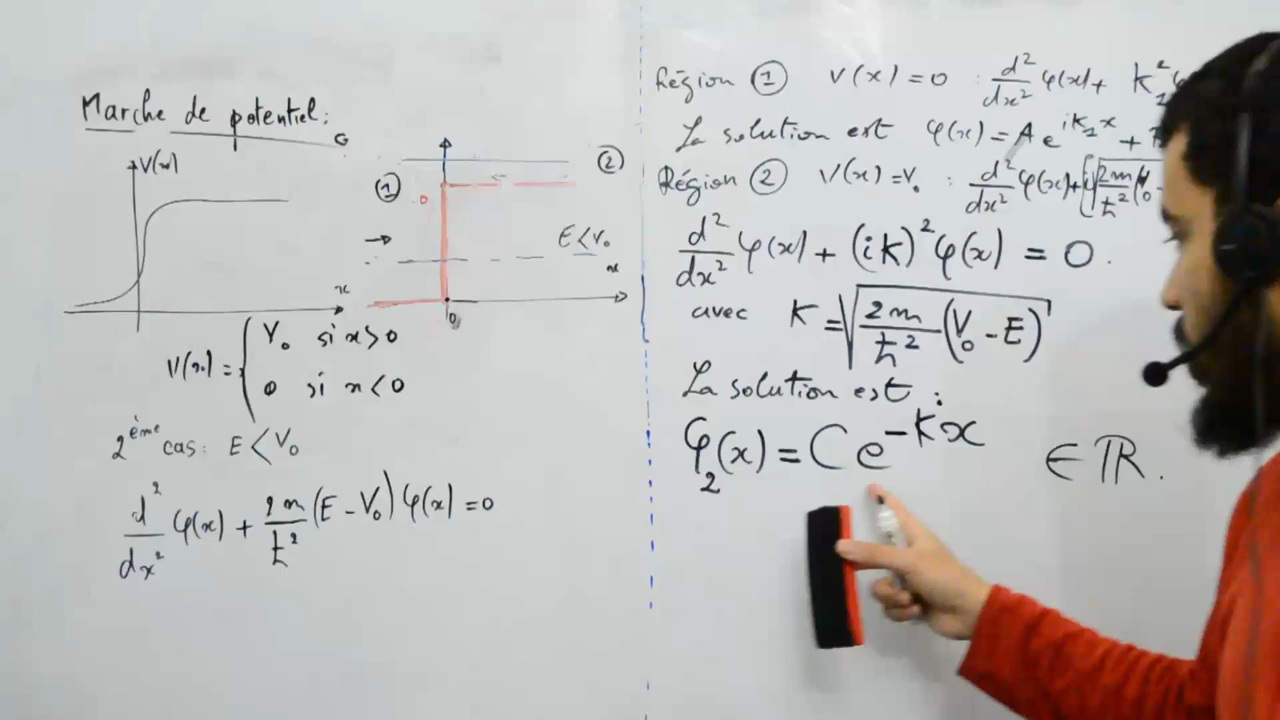 Marche de potentiel:
V(x)
x
①
②
0
E < V₀
x
0
V(x) = { V₀ si x > 0
0 si x < 0
2ème cas: E < V₀
d²/dx² φ(x) + 2m/ℏ² (E - V₀) φ(x) = 0
Région ① V(x) = 0 : d²/dx² φ(x) +
La solution est φ(x) = A e^{ik₂x} +
Région ② V(x) = V₀ : d²/dx² φ(x) +
d²/dx² φ(x) + (iK)² φ(x) = 0.
avec K = √(2m/ℏ² (V₀ - E))
La solution est :
φ₂(x) = C e^{-Kx} ∈ ℝ.